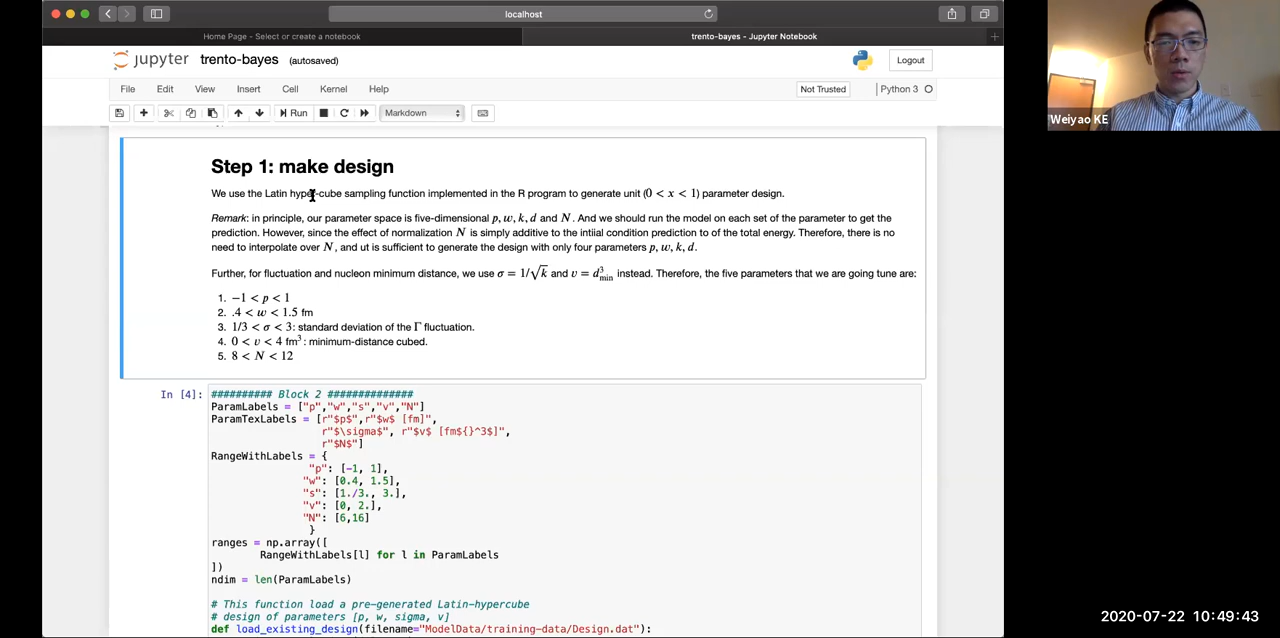 localhost
Home Page - Select or create a notebook
trento-bayes - Jupyter Notebook
jupyter trento-bayes (autosaved)
Logout
File Edit View Insert Cell Kernel Help
Not Trusted
Python 3
Run
Markdown
Weiyao KE
Step 1: make design
We use the Latin hyper-cube sampling function implemented in the R program to generate unit (0 < x < 1) parameter design.
Remark: in principle, our parameter space is five-dimensional p, w, k, d and N. And we should run the model on each set of the parameter to get the
prediction. However, since the effect of normalization N is simply additive to the intiial condition prediction to of the total energy. Therefore, there is no
need to interpolate over N, and ut is sufficient to generate the design with only four parameters p, w, k, d.
Further, for fluctuation and nucleon minimum distance, we use σ = 1/√k and v = d³min instead. Therefore, the five parameters that we are going tune are:
1. −1 < p < 1
2. .4 < w < 1.5 fm
3. 1/3 < σ < 3: standard deviation of the Γ fluctuation.
4. 0 < v < 4 fm³: minimum-distance cubed.
5. 8 < N < 12
In [4]: ########## Block 2 ##############
ParamLabels = ["p","w","s","v","N"]
ParamTexLabels = [r"$p$",r"$w$ [fm]",
r"$\sigma$", r"$v$ [fm${}^3$]",
r"$N$"]
RangeWithLabels = {
"p": [-1, 1],
"w": [0.4, 1.5],
"s": [1./3., 3.],
"v": [0, 2.],
"N": [6,16]
}
ranges = np.array([
RangeWithLabels[l] for l in ParamLabels
])
ndim = len(ParamLabels)
# This function load a pre-generated Latin-hypercube
# design of parameters [p, w, sigma, v]
def load_existing_design(filename="ModelData/training-data/Design.dat"):
2020-07-22 10:49:43